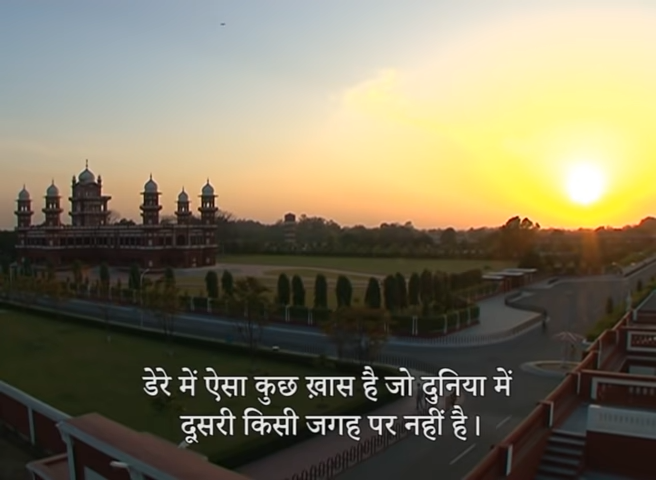 डेरे में ऐसा कुछ ख़ास है जो दुनिया में
दूसरी किसी जगह पर नहीं है।